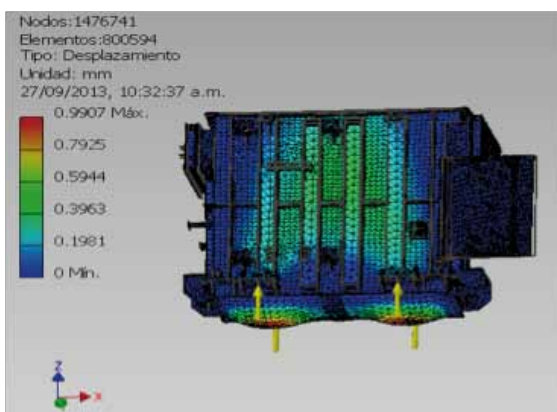 Nodos:1476741
Elementos:800594
Tipo: Desplazamiento
Unidad: mm
27/09/2013, 10:32:37 a.m.
0.9907 Máx.
0.7925
0.5944
0.3963
0.1981
0 Mín.
Z
X